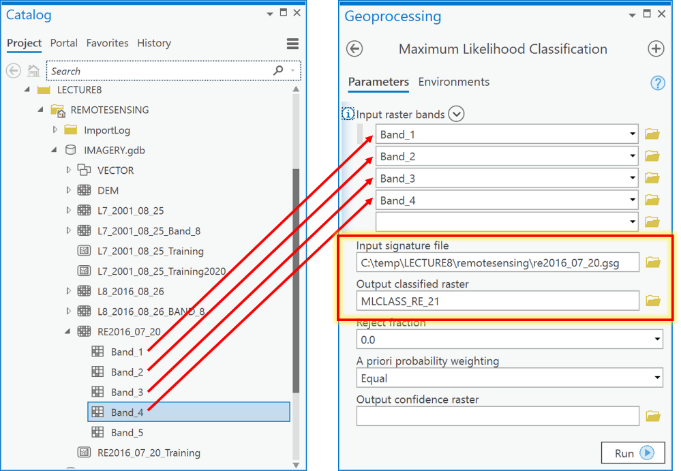 Catalog
Project Portal Favorites History
Search
LECTURE8
REMOTESENSING
ImportLog
IMAGERY.gdb
VECTOR
DEM
L7_2001_08_25
L7_2001_08_25_Band_8
L7_2001_08_25_Training
L7_2001_08_25_Training2020
L8_2016_08_26
L8_2016_08_26_BAND_8
RE2016_07_20
Band_1
Band_2
Band_3
Band_4
Band_5
RE2016_07_20_Training
Geoprocessing
Maximum Likelihood Classification
Parameters Environments
Input raster bands
Band_1
Band_2
Band_3
Band_4
Input signature file
C:\temp\LECTURE8\remotesensing\re2016_07_20.gsg
Output classified raster
MLCLASS_RE_21
Reject fraction
0.0
A priori probability weighting
Equal
Output confidence raster
Run